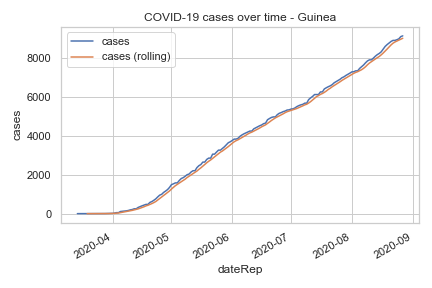 COVID-19 cases over time - Guinea
cases
cases (rolling)
8000
6000
4000
2000
0
cases
2020-04
2020-05
2020-06
2020-07
2020-08
2020-09
dateRep